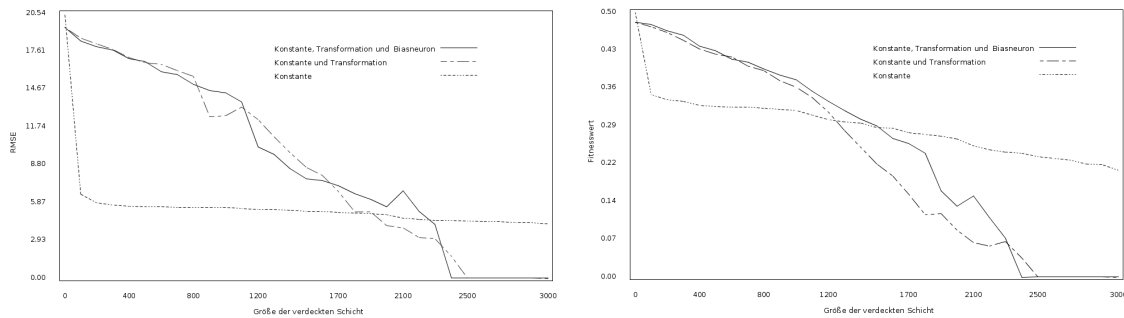 20.54
17.61
14.67
11.74
8.80
5.87
2.93
0.00
RMSE
Konstante, Transformation und Biasneuron
Konstante und Transformation
Konstante
0 400 800 1200 1700 2100 2500 3000
Größe der verdeckten Schicht
0.50
0.43
0.36
0.29
0.22
0.14
0.07
0.00
Fitnesswert
Konstante, Transformation und Biasneuron
Konstante und Transformation
Konstante
0 400 800 1200 1700 2100 2500 3000
Größe der verdeckten Schicht